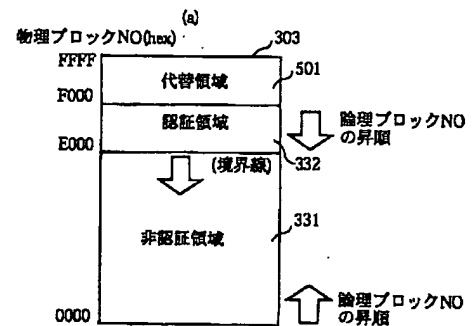 (a)
物理ブロックNO(hex)
303
FFFF
代替領域
501
F000
認証領域
論理ブロックNO
の昇順
E000
(境界線)
332
331
非認証領域
論理ブロックNO
の昇順
0000